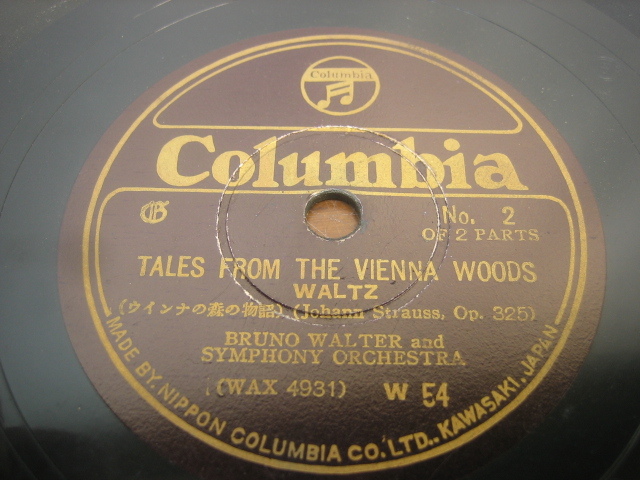 Columbia
Columbia
G
No. 2
OF 2 PARTS
TALES FROM THE VIENNA WOODS
WALTZ
(ウインナの森の物語) (Johann Strauss, Op. 325)
BRUNO WALTER and
SYMPHONY ORCHESTRA
(WAX 4931) W 54
MADE BY NIPPON COLUMBIA CO. LTD., KAWASAKI, JAPAN